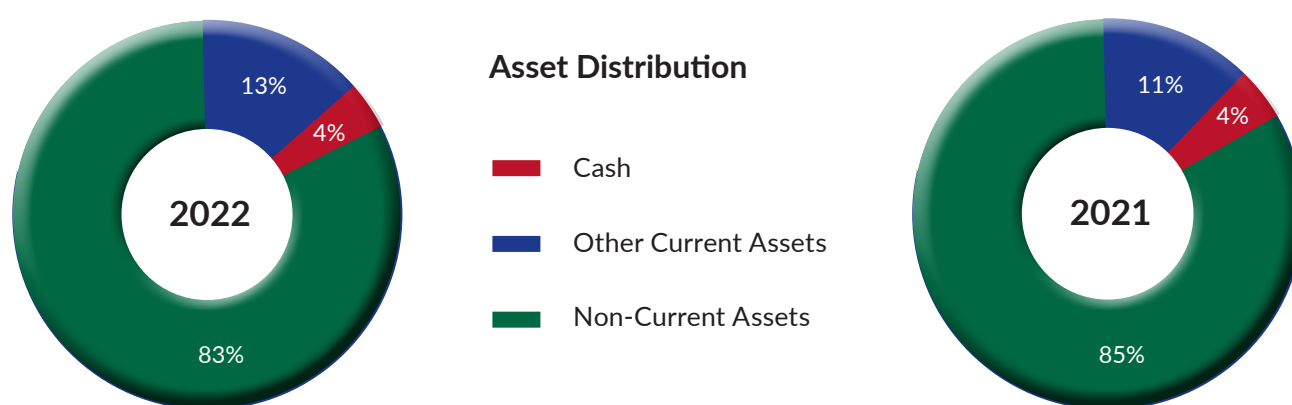 Asset Distribution
13%
4%
2022
83%
Cash
Other Current Assets
Non-Current Assets
11%
4%
2021
85%